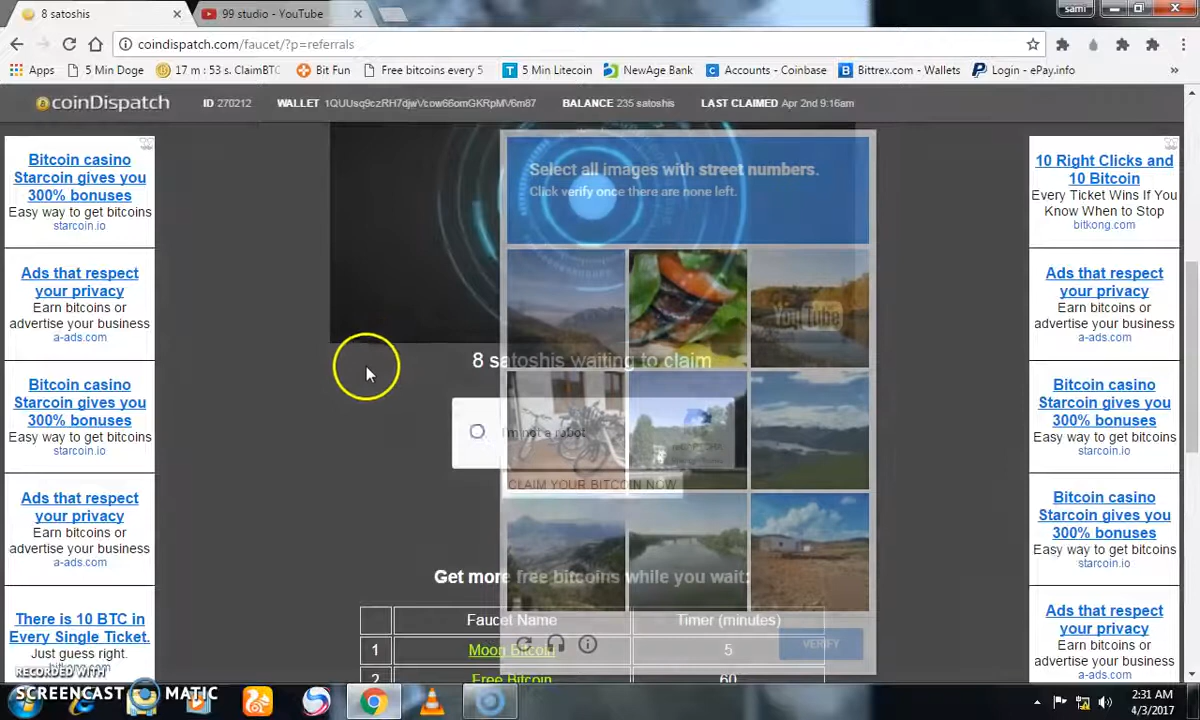 8 satoshis
99 studio - YouTube
sami
coindispatch.com/faucet/?p=referrals
Apps
5 Min Doge
17 m : 53 s. ClaimBTC
Bit Fun
Free bitcoins every 5
5 Min Litecoin
NewAge Bank
Accounts - Coinbase
Bittrex.com - Wallets
Login - ePay.info
coinDispatch
ID 270212
BALANCE 235 satoshis
LAST CLAIMED Apr 2nd 9:16am
WALLET
Bitcoin casino
Starcoin gives you
300% bonuses
Easy way to get bitcoins
starcoin.io
Ads that respect
your privacy
Earn bitcoins or
advertise your business
a-ads.com
Bitcoin casino
Starcoin gives you
300% bonuses
Easy way to get bitcoins
starcoin.io
Ads that respect
your privacy
Earn bitcoins or
advertise your business
a-ads.com
There is 10 BTC in
Every Single Ticket.
Just guess right.
Select all images with street numbers.
Click verify once there are none left.
YouTube
8 satoshis waiting to claim
I'm not a robot
CLAIM YOUR BITCOIN NOW
Get more free bitcoins while you wait:
Faucet Name
Timer (minutes)
VERIFY
1
Moon Bitcoin
5
2
Free Bitcoin
60
10 Right Clicks and
10 Bitcoin
Every Ticket Wins If You
Know When to Stop
bitkong.com
Ads that respect
your privacy
Earn bitcoins or
advertise your business
a-ads.com
Bitcoin casino
Starcoin gives you
300% bonuses
Easy way to get bitcoins
starcoin.io
Bitcoin casino
Starcoin gives you
300% bonuses
Easy way to get bitcoins
starcoin.io
Ads that respect
your privacy
Earn bitcoins or
advertise your business
a-ads.com
RECORDED WITH
SCREENCAST MATIC
2:31 AM
4/3/2017